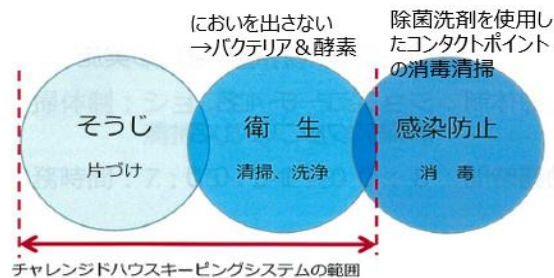 においを出さない
→バクテリア＆酵素
除菌洗剤を使用し
たコンタクトポイント
の消毒清掃
そうじ
片づけ
衛 生
清掃、洗浄
感染防止
消 毒
チャレンジドハウスキーピングシステムの範囲